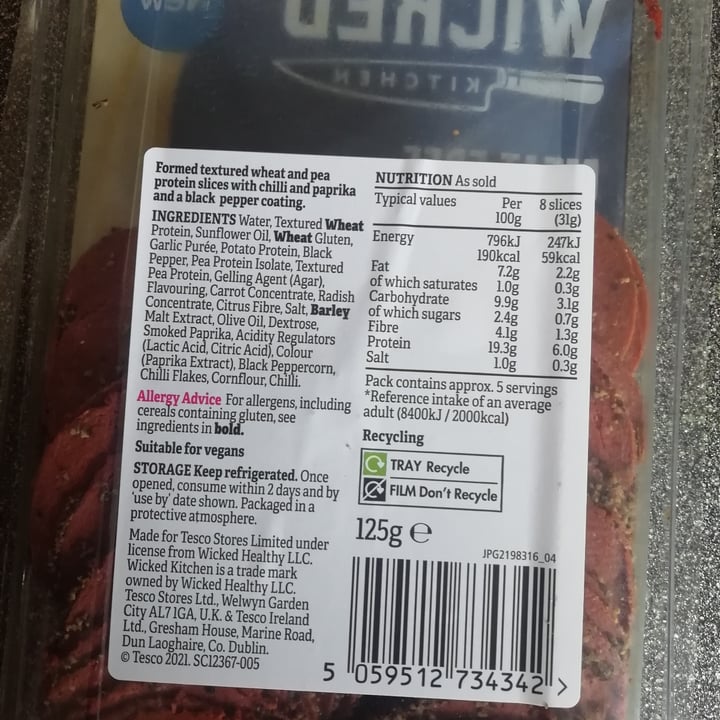 New
WICKED
KITCHEN
Formed textured wheat and pea
protein slices with chilli and paprika
and a black pepper coating.
INGREDIENTS Water, Textured Wheat
Protein, Sunflower Oil, Wheat Gluten,
Garlic Purée, Potato Protein, Black
Pepper, Pea Protein Isolate, Textured
Pea Protein, Gelling Agent (Agar),
Flavouring, Carrot Concentrate, Radish
Concentrate, Citrus Fibre, Salt, Barley
Malt Extract, Olive Oil, Dextrose,
Smoked Paprika, Acidity Regulators
(Lactic Acid, Citric Acid), Colour
(Paprika Extract), Black Peppercorn,
Chilli Flakes, Cornflour, Chilli.
Allergy Advice For allergens, including
cereals containing gluten, see
ingredients in bold.
Suitable for vegans
STORAGE Keep refrigerated. Once
opened, consume within 2 days and by
'use by' date shown. Packaged in a
protective atmosphere.
Made for Tesco Stores Limited under
license from Wicked Healthy LLC.
Wicked Kitchen is a trade mark
owned by Wicked Healthy LLC.
Tesco Stores Ltd., Welwyn Garden
City AL7 1GA, U.K. & Tesco Ireland
Ltd., Gresham House, Marine Road,
Dun Laoghaire, Co. Dublin.
© Tesco 2021. SC12367-005
NUTRITION As sold
Typical values Per 8 slices
100g (31g)
Energy 796kJ 247kJ
190kcal 59kcal
Fat 7.2g 2.2g
of which saturates 1.0g 0.3g
Carbohydrate 9.9g 3.1g
of which sugars 2.4g 0.7g
Fibre 4.1g 1.3g
Protein 19.3g 6.0g
Salt 1.0g 0.3g
Pack contains approx. 5 servings
*Reference intake of an average
adult (8400kJ / 2000kcal)
Recycling
TRAY Recycle
FILM Don't Recycle
125g e
JPG2198316_04
5 059512 734342 >